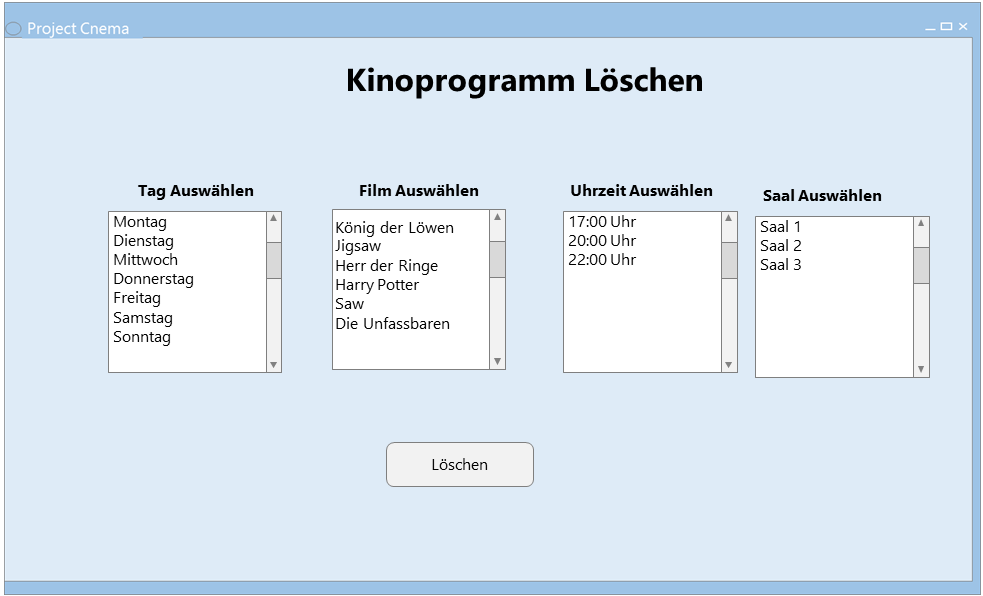 Project Cnema
Kinoprogramm Löschen
Tag Auswählen
Montag
Dienstag
Mittwoch
Donnerstag
Freitag
Samstag
Sonntag
Film Auswählen
König der Löwen
Jigsaw
Herr der Ringe
Harry Potter
Saw
Die Unfassbaren
Uhrzeit Auswählen
17:00 Uhr
20:00 Uhr
22:00 Uhr
Saal Auswählen
Saal 1
Saal 2
Saal 3
Löschen